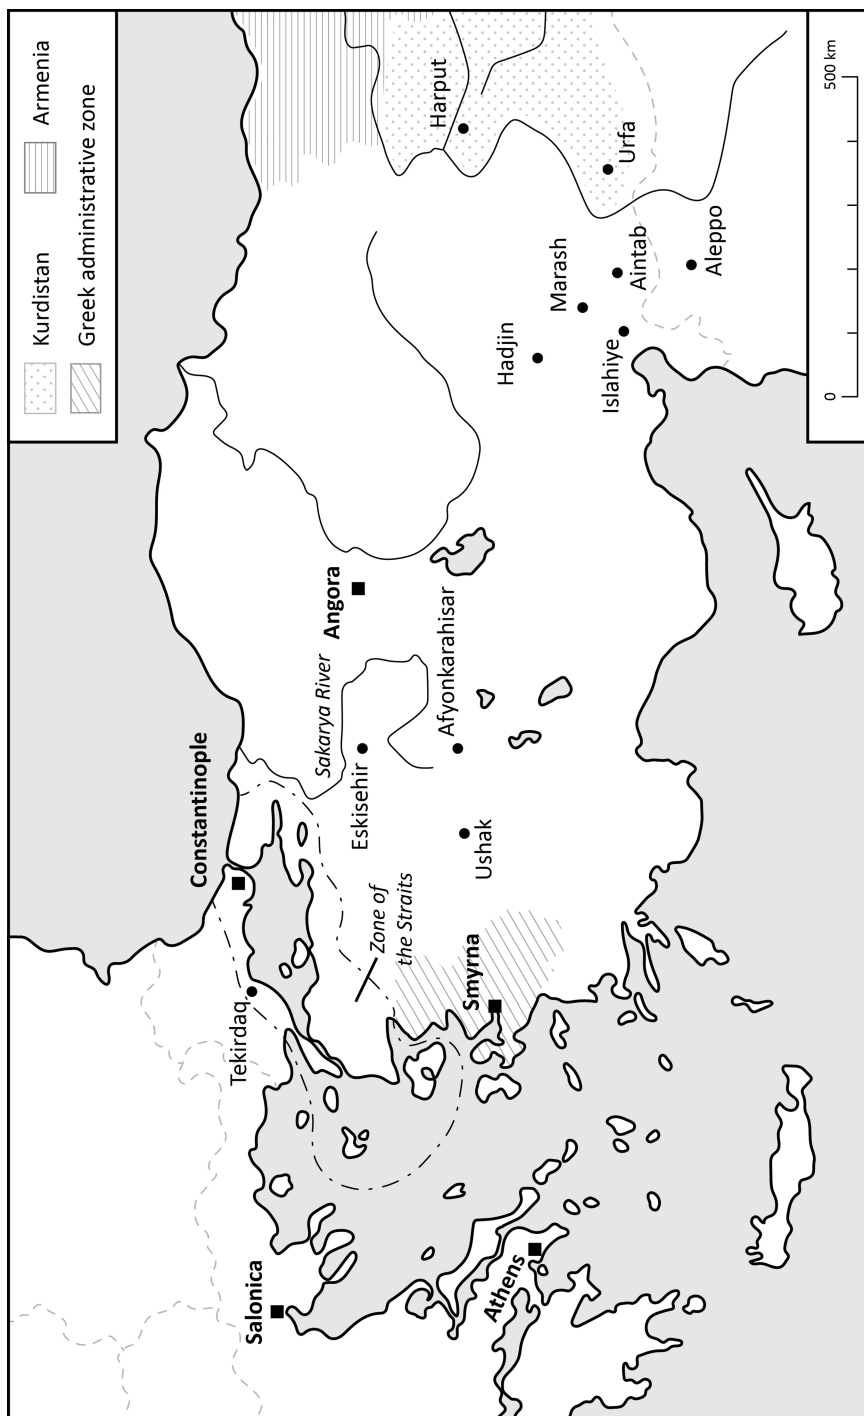 Kurdistan
Armenia
Greek administrative zone
Constantinople
Salonica
Tekirdaq
Zone of
the Straits
Sakarya River
Angora
Eskisehir
Afyonkarahisar
Ushak
Smyrna
Athens
Harput
Urfa
Hadjin
Marash
Aintab
Islahiye
Aleppo
0
500 km